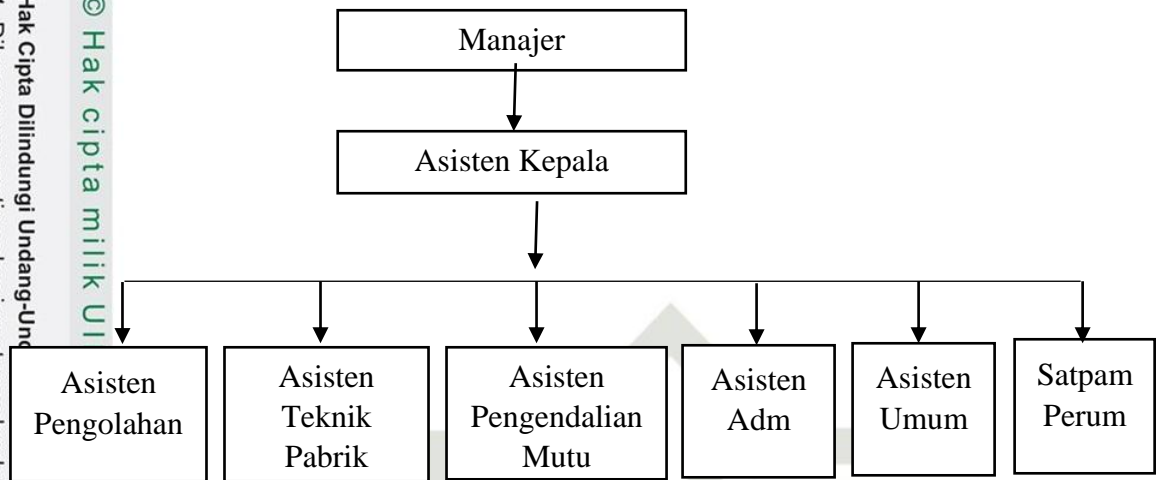 © Hak cipta milik UI
Hak Cipta Dilindungi Undang-Und
Manajer
Asisten Kepala
Asisten
Pengolahan
Asisten
Teknik
Pabrik
Asisten
Pengendalian
Mutu
Asisten
Adm
Asisten
Umum
Satpam
Perum